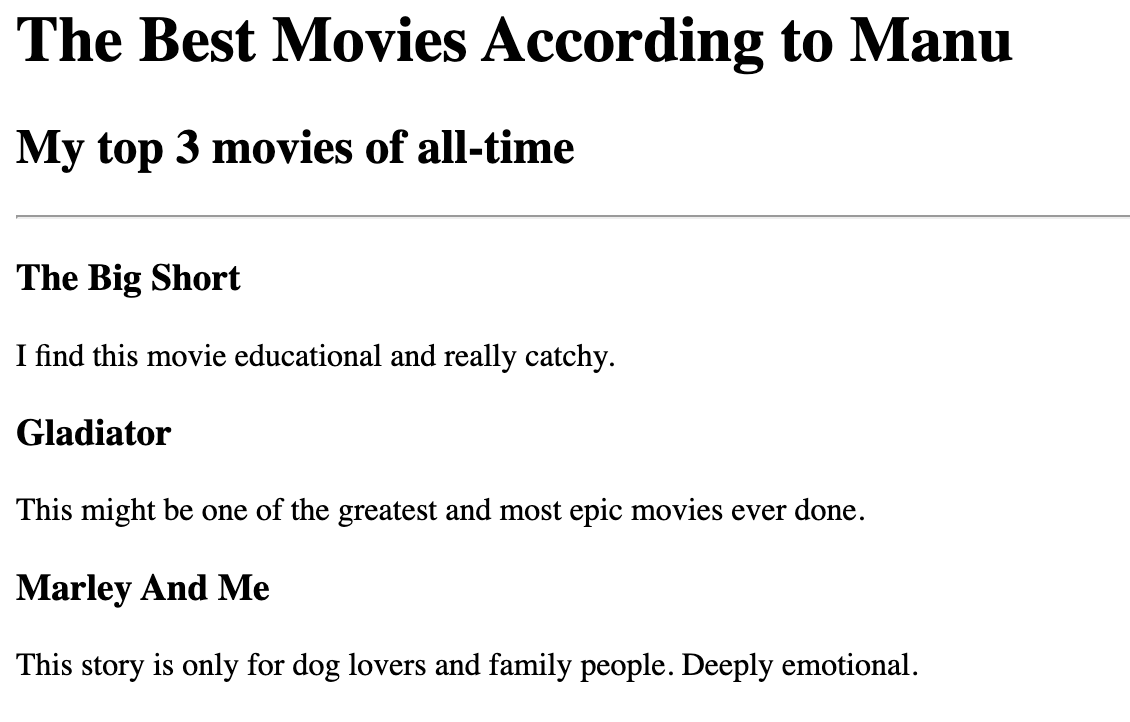 The Best Movies According to Manu
My top 3 movies of all-time
The Big Short
I find this movie educational and really catchy.
Gladiator
This might be one of the greatest and most epic movies ever done.
Marley And Me
This story is only for dog lovers and family people. Deeply emotional.